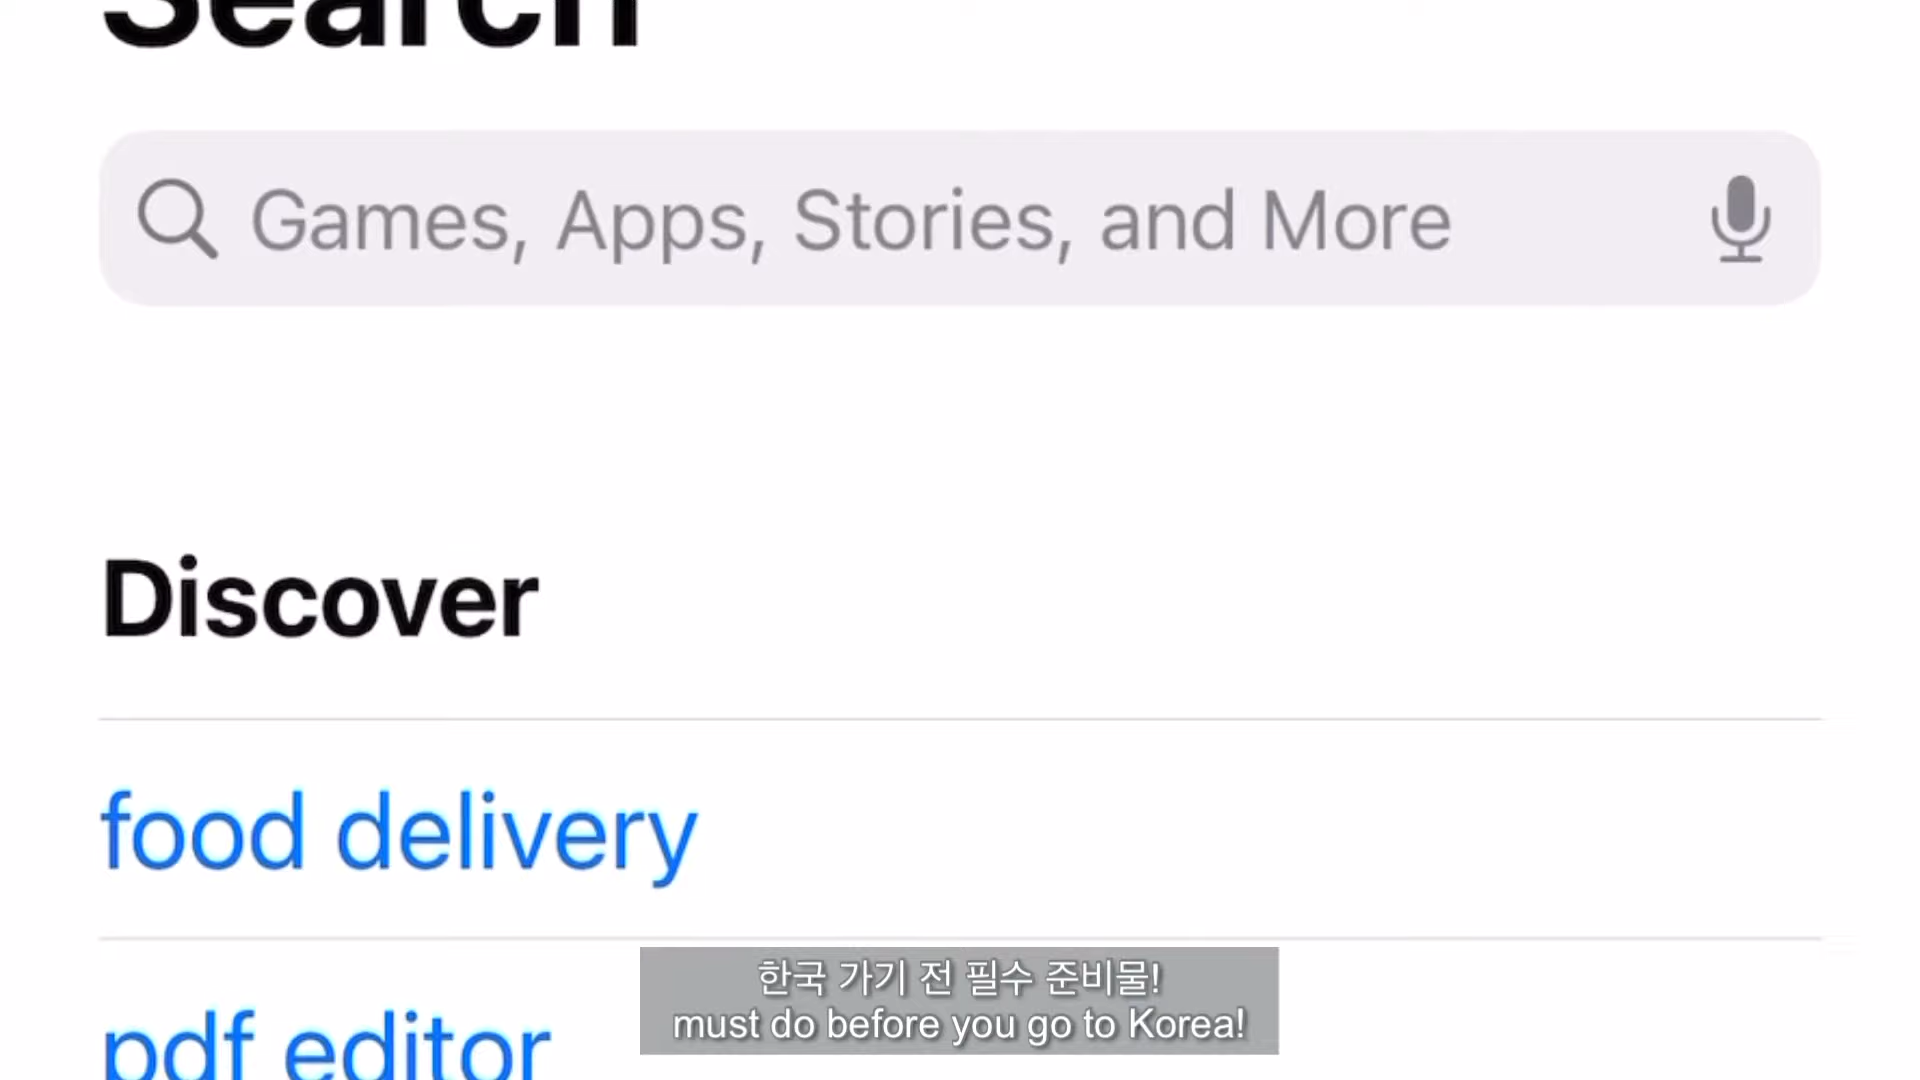 Search
Games, Apps, Stories, and More
Discover
food delivery
pdf editor
한국 가기 전 필수 준비물!
must do before you go to Korea!